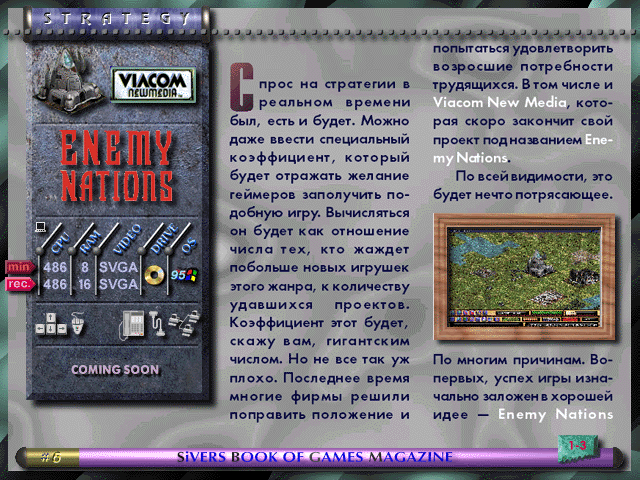 STRATEGY
VIACOM
NEWMEDIA
ENEMY
NATIONS
CPU RAM VIDEO DRIVE OS
min 486 8 SVGA 95
rec. 486 16 SVGA
COMING SOON
Спрос на стратегии в
реальном времени
был, есть и будет. Можно
даже ввести специальный
коэффициент, который
будет отражать желание
геймеров заполучить по-
добную игру. Вычисляться
он будет как отношение
числа тех, кто жаждет
побольше новых игрушек
этого жанра, к количеству
удавшихся проектов.
Коэффициент этот будет,
скажу вам, гигантским
числом. Но не все так уж
плохо. Последнее время
многие фирмы решили
поправить положение и
попытаться удовлетворить
возросшие потребности
трудящихся. В том числе и
Viacom New Media, кото-
рая скоро закончит свой
проект под названием Ene-
my Nations.
По всей видимости, это
будет нечто потрясающее.
По многим причинам. Во-
первых, успех игры изна-
чально заложен в хорошей
идее — Enemy Nations
#6
SiVERS BOOK OF GAMES MAGAZINE
1-3